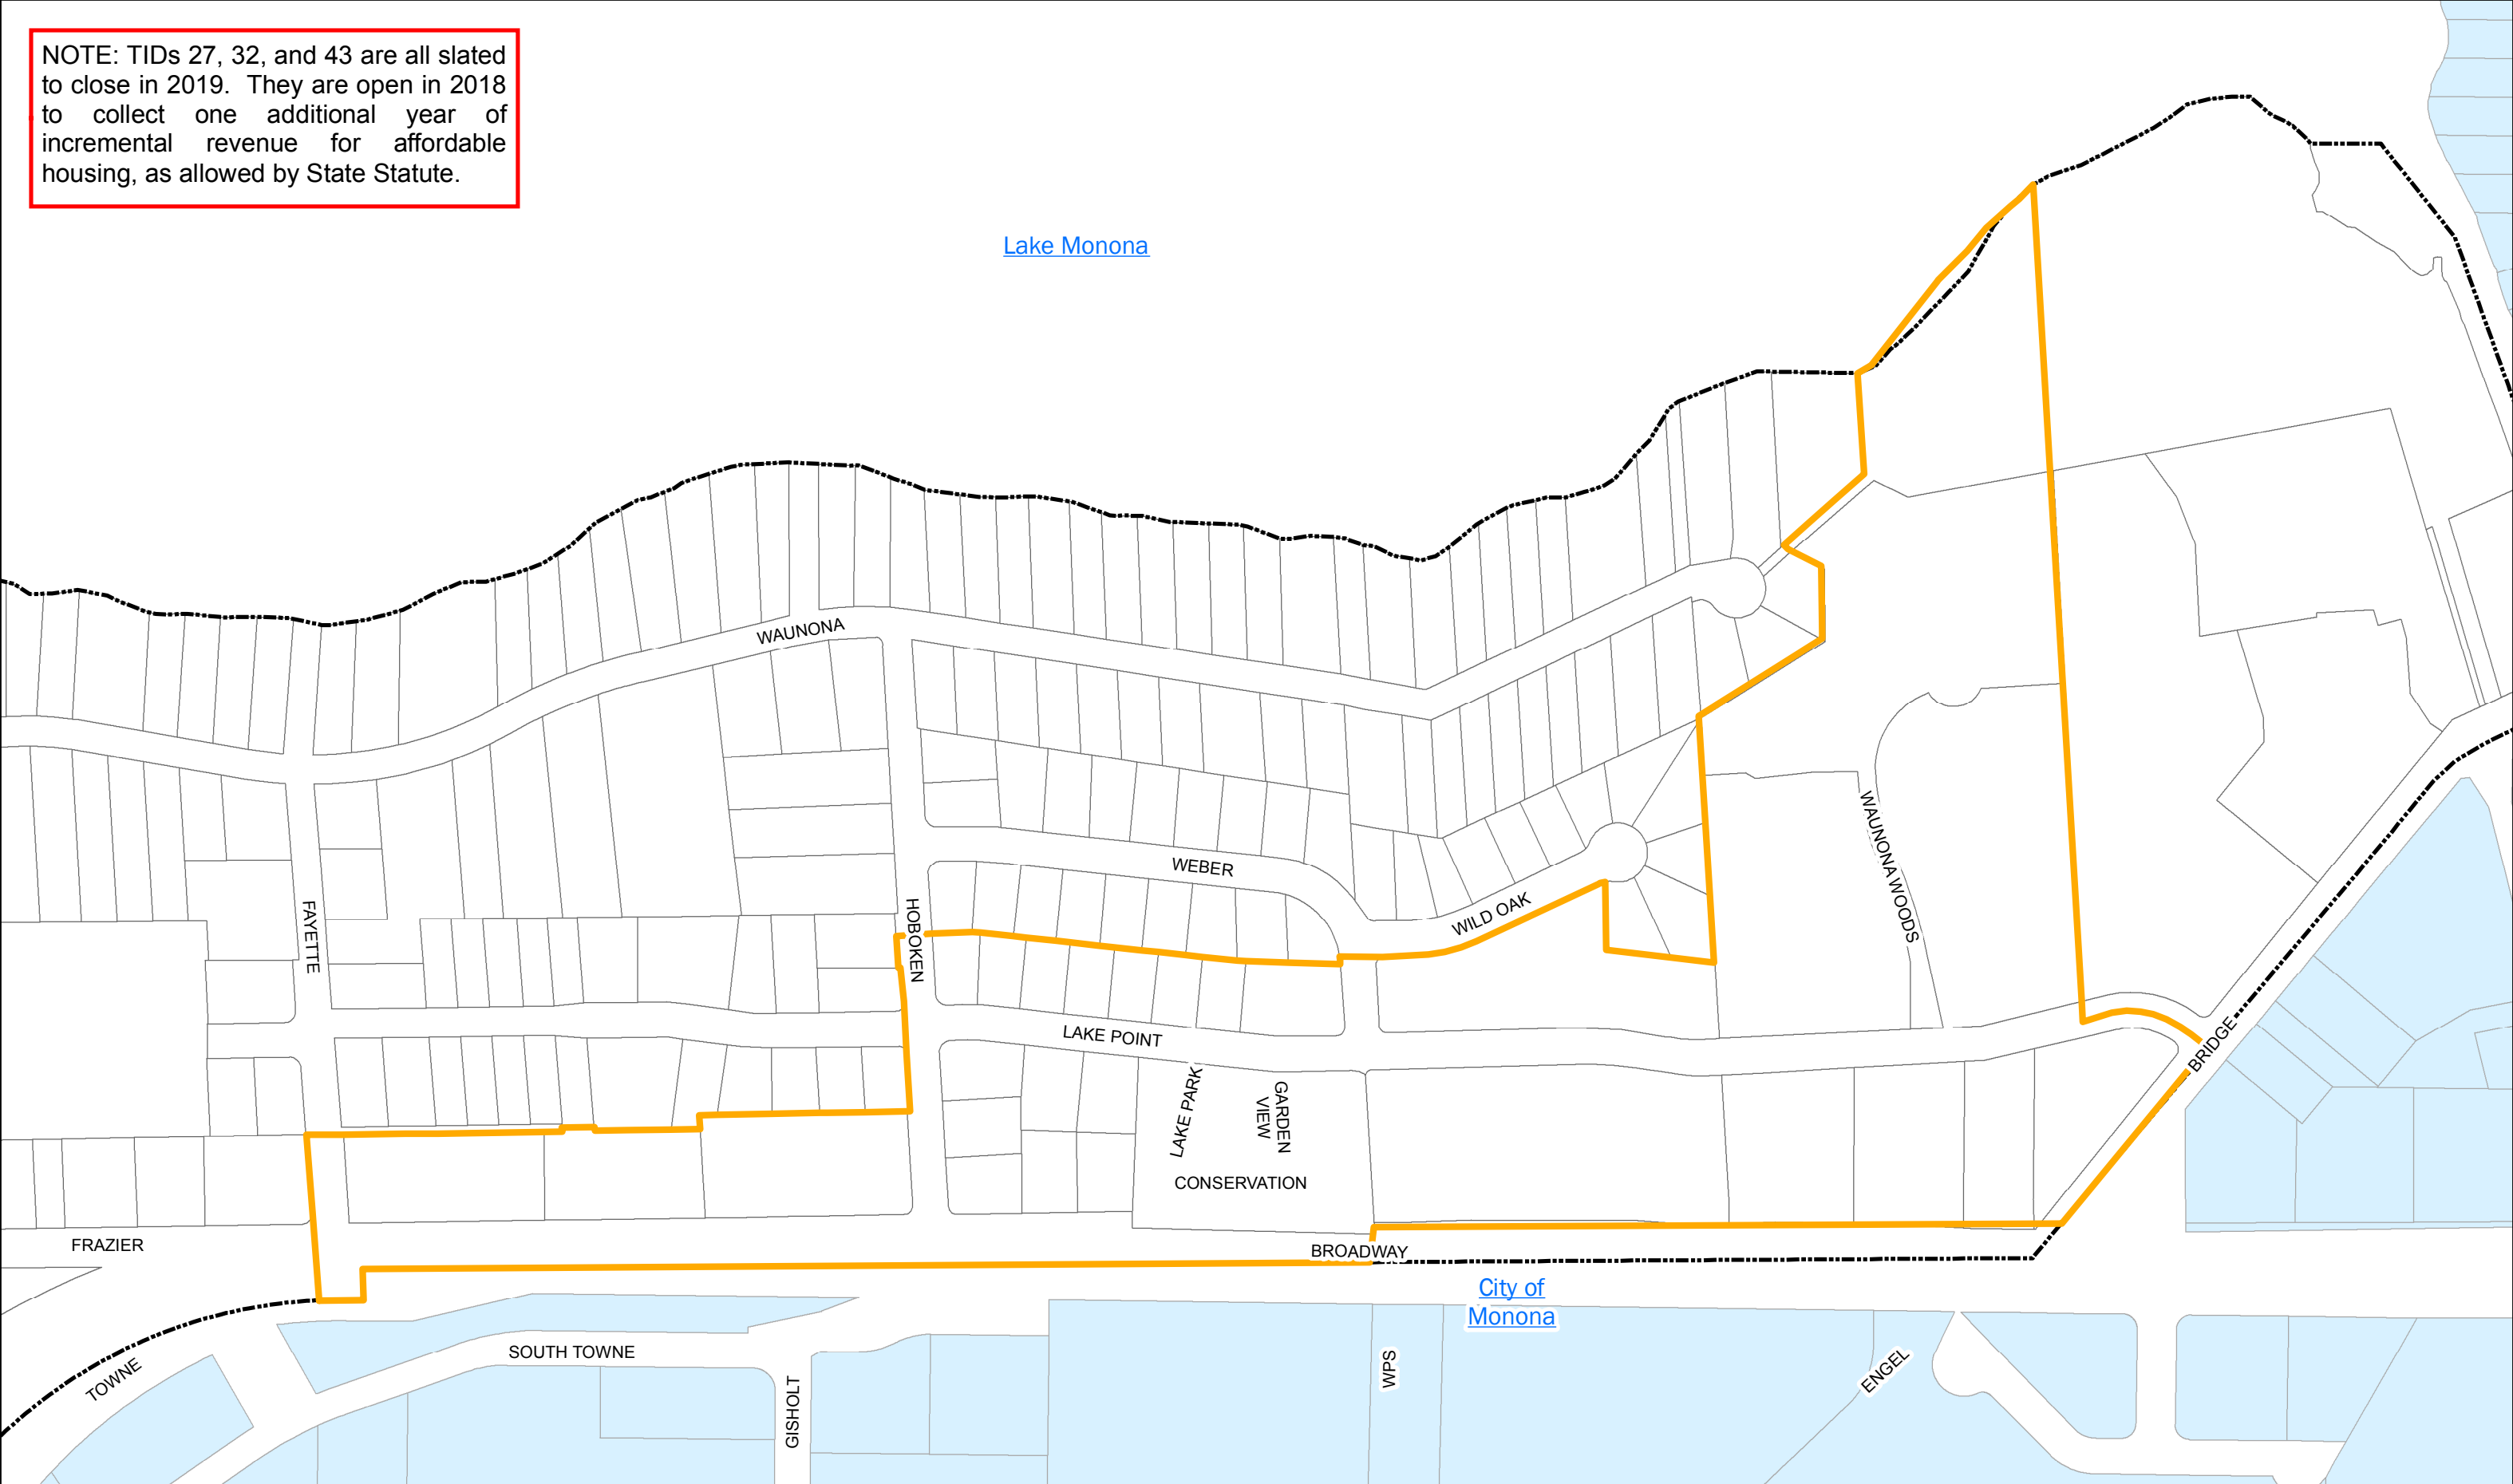 NOTE: TIDs 27, 32, and 43 are all slated
to close in 2019. They are open in 2018
to collect one additional year of
incremental revenue for affordable
housing, as allowed by State Statute.
Lake Monona
WAUNONA
WAUNONA WOODS
WEBER
WILD OAK
FAYETTE
HOBOKEN
LAKE POINT
BRIDGE
LAKE PARK
GARDEN
VIEW
CONSERVATION
FRAZIER
BROADWAY
City of
Monona
SOUTH TOWNE
TOWNE
GISHOLT
WPS
ENGEL